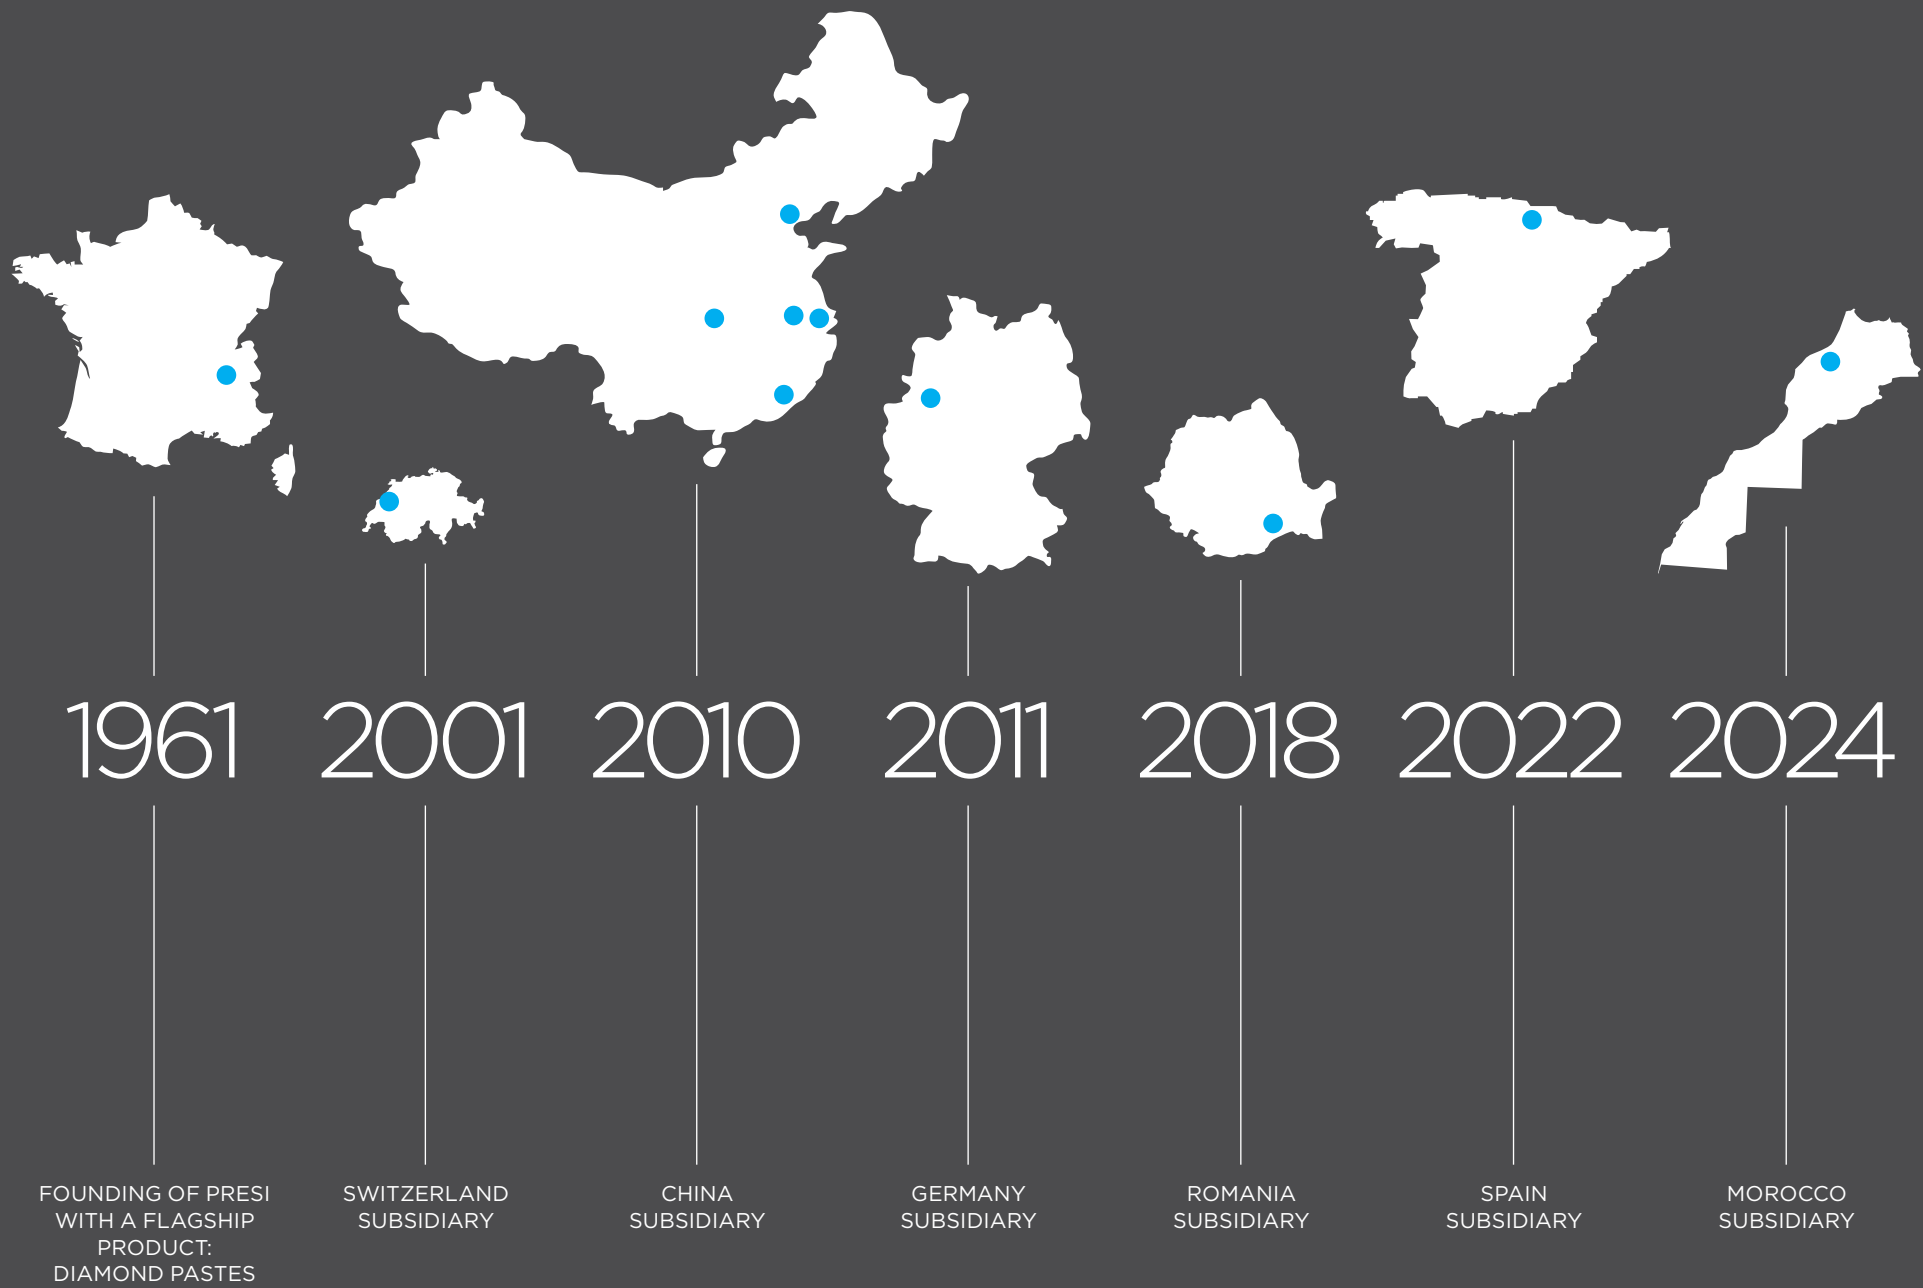 1961
2001
2010
2011
2018
2022
2024
FOUNDING OF PRESI
WITH A FLAGSHIP
PRODUCT:
DIAMOND PASTES
SWITZERLAND
SUBSIDIARY
CHINA
SUBSIDIARY
GERMANY
SUBSIDIARY
ROMANIA
SUBSIDIARY
SPAIN
SUBSIDIARY
MOROCCO
SUBSIDIARY